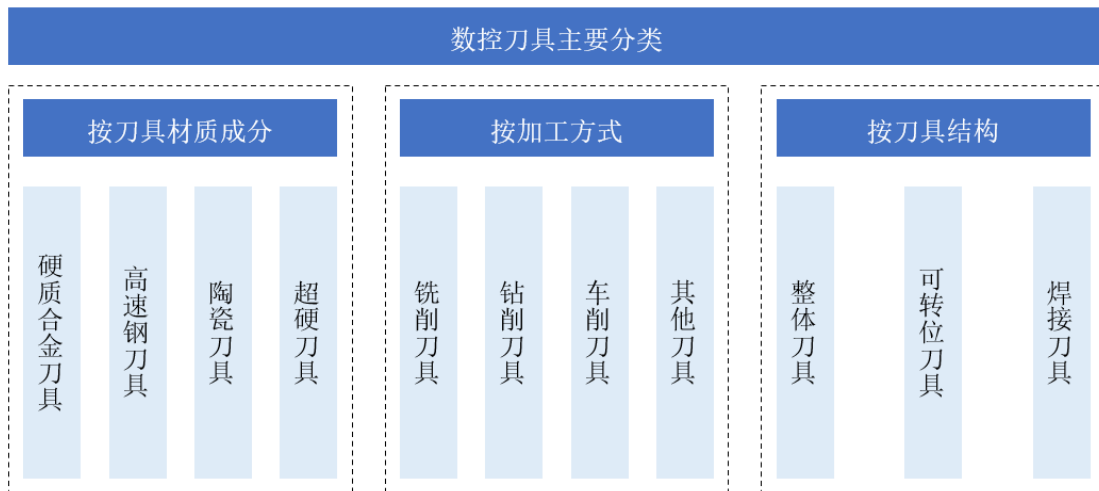 数控刀具主要分类
按刀具材质成分
硬质合金刀具
高速钢刀具
陶瓷刀具
超硬刀具
按加工方式
铣削刀具
钻削刀具
车削刀具
其他刀具
按刀具结构
整体刀具
可转位刀具
焊接刀具